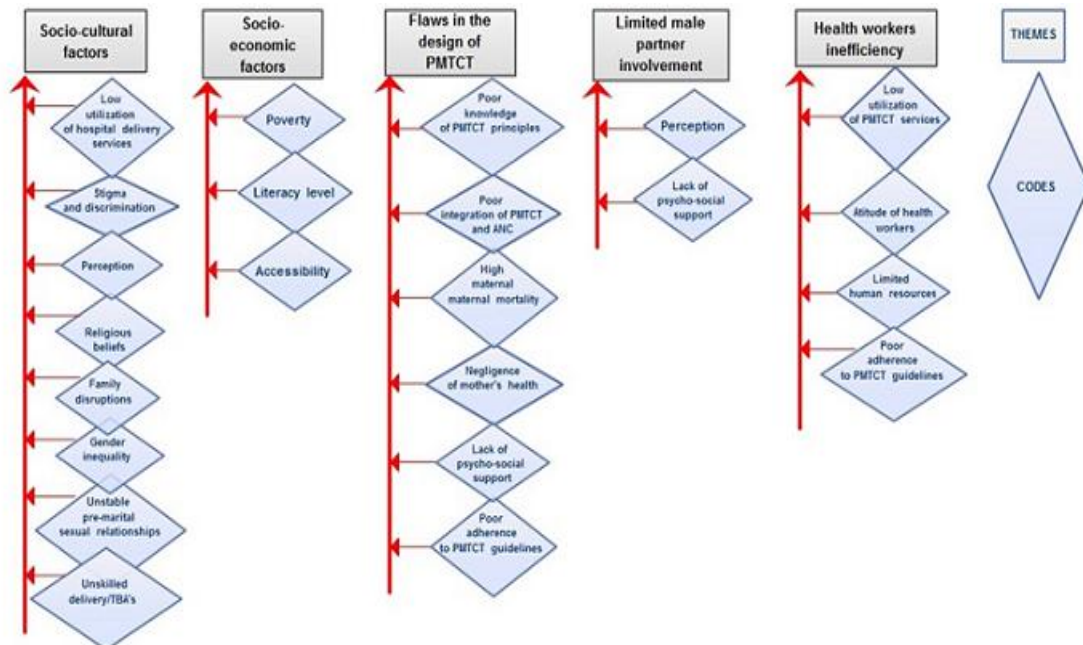 Socio-cultural
factors
Low
utilization
of hospital delivery
services
Stigma
and discrimination
Perception
Religious
beliefs
Family
disruptions
Gender
inequality
Unstable
pre-marital
sexual relationships
Unskilled
delivery/TBA's
Socio-
economic
factors
Poverty
Literacy level
Accessibility
Flaws in the
design of
PMTCT
Poor
knowledge
of PMTCT principles
Poor
integration of PMTCT
and ANC
High
maternal
maternal mortality
Negligence
of mother's health
Lack of
psycho-social
support
Poor
adherence
to PMTCT guidelines
Limited male
partner
involvement
Perception
Lack of
psycho-social
support
Health workers
inefficiency
Low
utilization
of PMTCT services
Atitude of health
workers
Limited
human resources
Poor
adherence
to PMTCT guidelines
THEMES
CODES